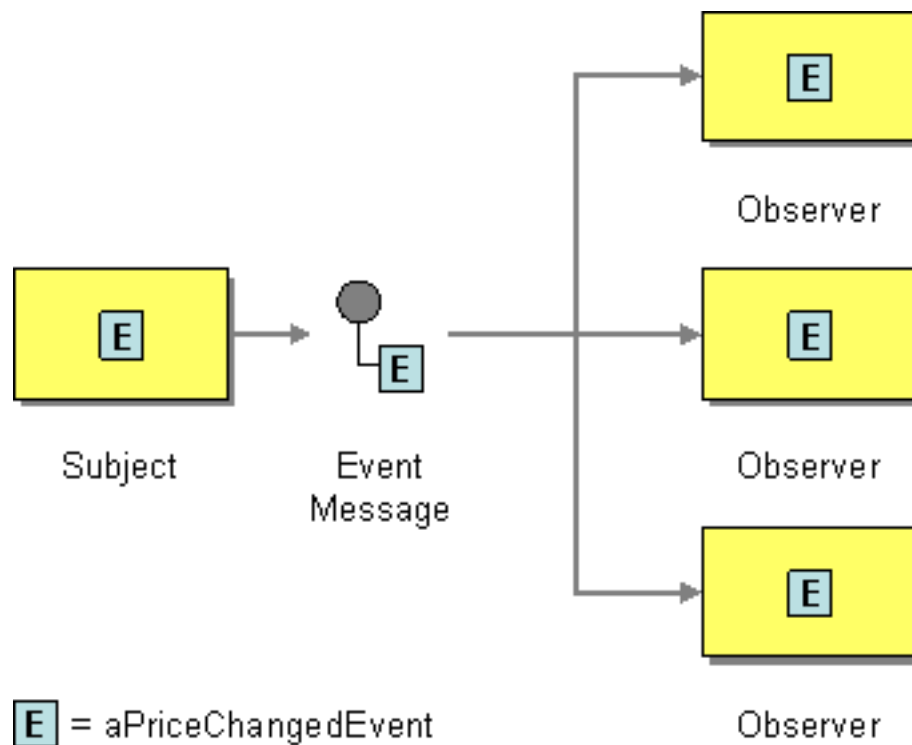 E
Observer
E
E
E
Subject
Event
Message
Observer
E
E = aPriceChangedEvent
Observer